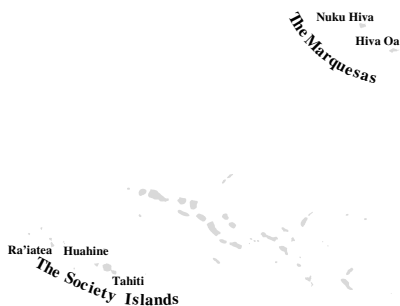 Nuku Hiva
Hiva Oa
The Marquesas
Ra'iatea
Huahine
Tahiti
The Society Islands